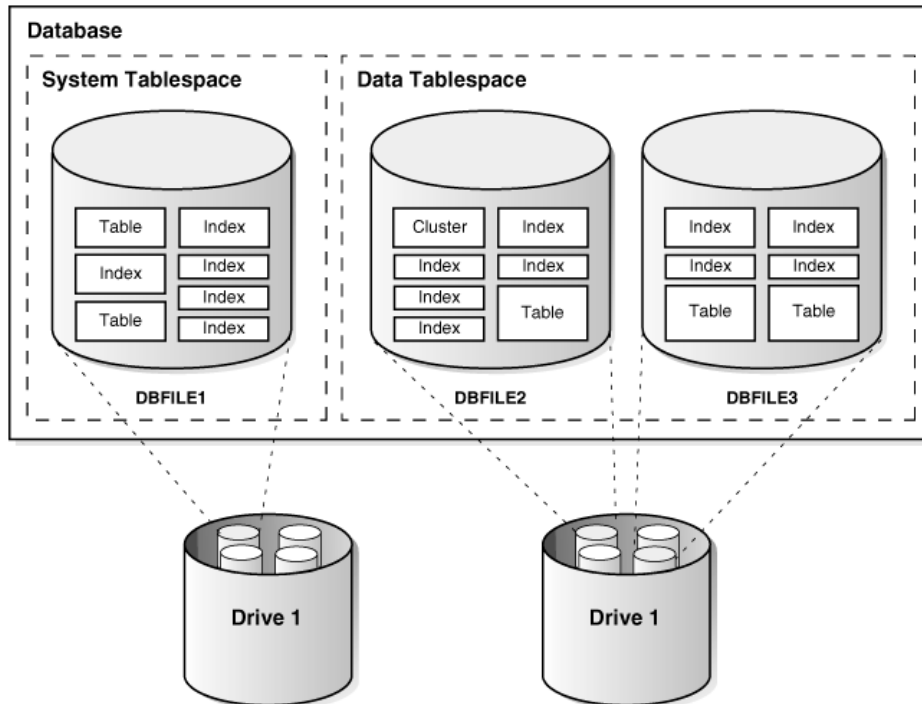 Database
System Tablespace
Table
Index
Index
Index
Index
Table
Index
DBFILE1
Data Tablespace
Cluster
Index
Index
Index
Index
Index
Table
Index
DBFILE2
Index
Index
Index
Index
Table
Table
DBFILE3
Drive 1
Drive 1